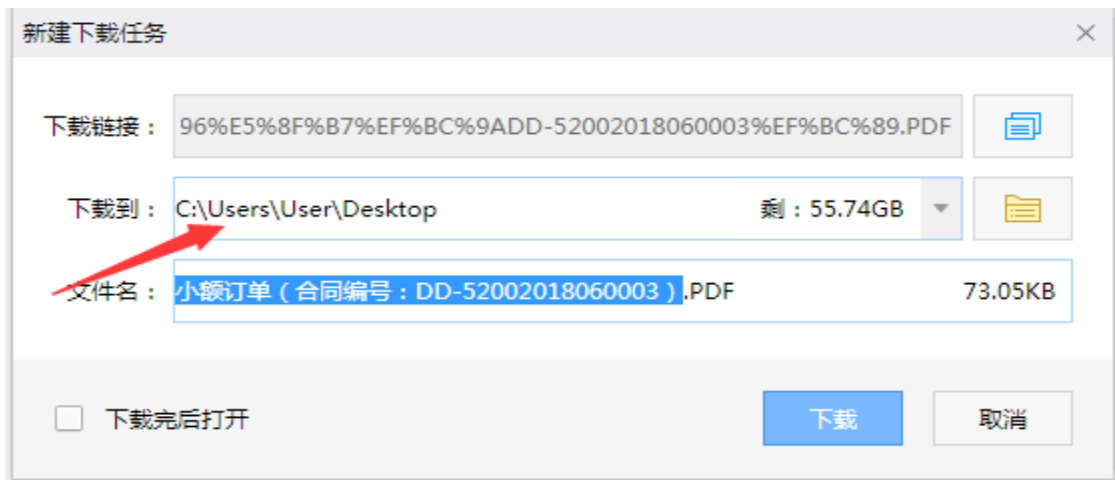 新建下载任务
下载链接： 96%E5%8F%B7%EF%BC%9ADD-52002018060003%EF%BC%89.PDF
下载到： C:\Users\User\Desktop 剩：55.74GB
文件名： 小额订单（合同编号：DD-52002018060003）.PDF 73.05KB
下载完后打开 下载 取消